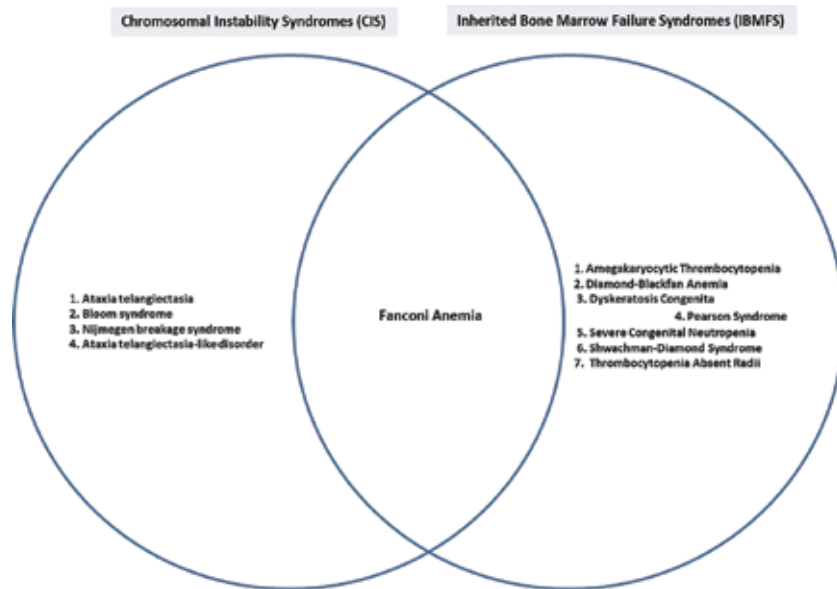 Chromosomal Instability Syndromes (CIS)
Inherited Bone Marrow Failure Syndromes (IBMFS)
1. Ataxia telangiectasia
2. Bloom syndrome
3. Nijmegen breakage syndrome
4. Ataxia telangiectasia-like-disorder
Fanconi Anemia
1. Amegakaryocytic Thrombocytopenia
2. Diamond-Blackfan Anemia
3. Dyskeratosis Congenita
4. Pearson Syndrome
5. Severe Congenital Neutropenia
6. Shwachman-Diamond Syndrome
7. Thrombocytopenia Absent Radii